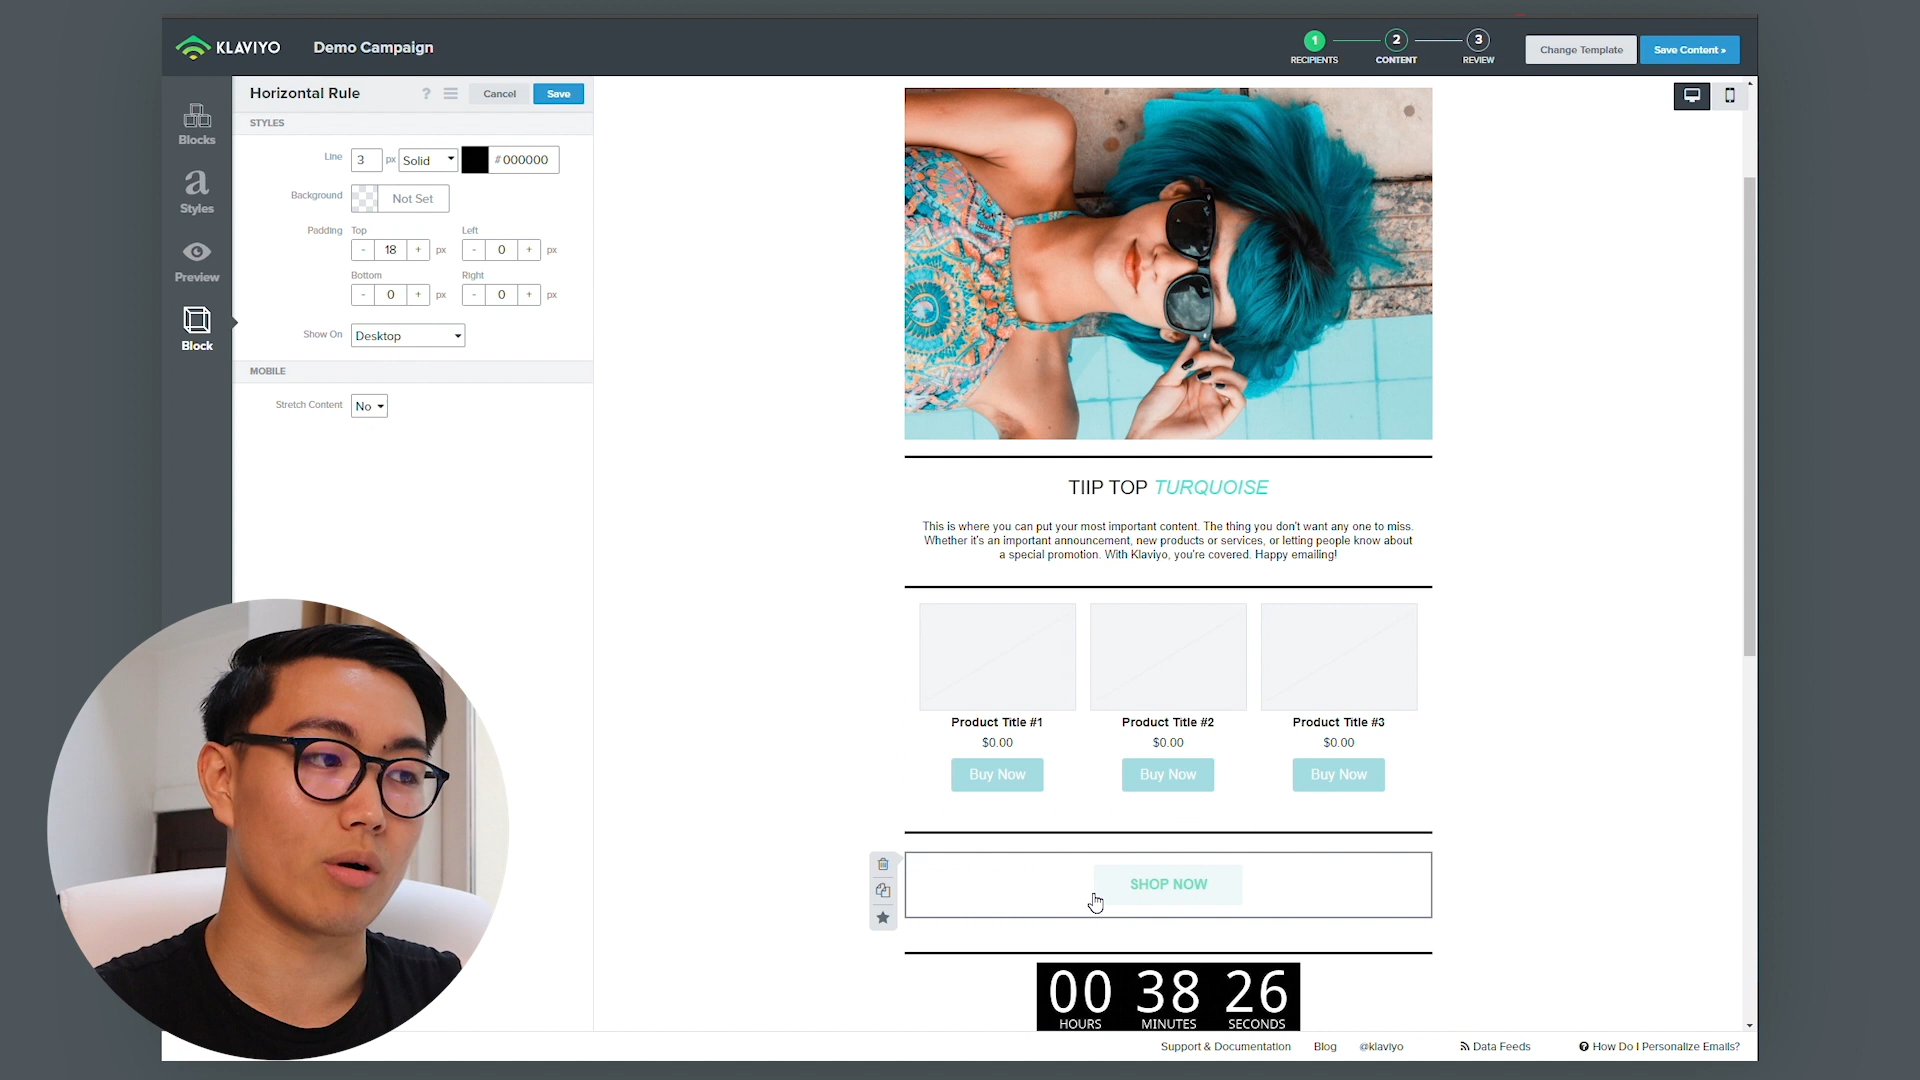 KLAVIYO
Demo Campaign
1
2
3
RECIPIENTS
CONTENT
REVIEW
Change Template
Save Content »
Blocks
a
Styles
Preview
Block
Horizontal Rule
?
Cancel
Save
STYLES
Line
3
px
Solid
# 000000
Background
Not Set
Padding
Top
Left
- 18 + px
- 0 + px
Bottom
Right
- 0 + px
- 0 + px
Show On
Desktop
MOBILE
Stretch Content
No
TIIP TOP TURQUOISE
This is where you can put your most important content. The thing you don't want any one to miss.
Whether it's an important announcement, new products or services, or letting people know about
a special promotion. With Klaviyo, you're covered. Happy emailing!
Product Title #1
Product Title #2
Product Title #3
$0.00
$0.00
$0.00
Buy Now
Buy Now
Buy Now
SHOP NOW
00 38 26
HOURS MINUTES SECONDS
Support & Documentation
Blog
@klaviyo
Data Feeds
How Do I Personalize Emails?